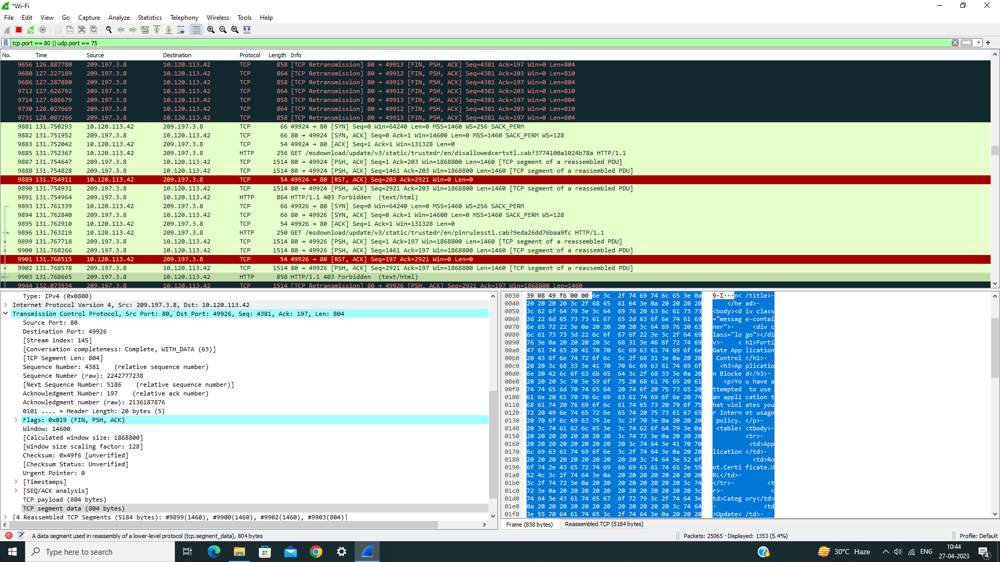 *Wi-Fi
File Edit View Go Capture Analyze Statistics Telephony Wireless Tools Help
tcp.port == 80 || udp.port == 75
No. Time Source Destination Protocol Length Info
9656 126.887780 209.197.3.8 10.120.113.42 TCP 858 [TCP Retransmission] 80 → 49913 [FIN, PSH, ACK] Seq=4381 Ack=197 Win=0 Len=804
9680 127.227189 209.197.3.8 10.120.113.42 TCP 864 [TCP Retransmission] 80 → 49912 [FIN, PSH, ACK] Seq=4381 Ack=203 Win=0 Len=810
9686 127.287880 209.197.3.8 10.120.113.42 TCP 858 [TCP Retransmission] 80 → 49913 [FIN, PSH, ACK] Seq=4381 Ack=197 Win=0 Len=804
9712 127.626792 209.197.3.8 10.120.113.42 TCP 864 [TCP Retransmission] 80 → 49912 [FIN, PSH, ACK] Seq=4381 Ack=203 Win=0 Len=810
9714 127.686679 209.197.3.8 10.120.113.42 TCP 858 [TCP Retransmission] 80 → 49913 [FIN, PSH, ACK] Seq=4381 Ack=197 Win=0 Len=804
9730 128.027669 209.197.3.8 10.120.113.42 TCP 864 [TCP Retransmission] 80 → 49912 [FIN, PSH, ACK] Seq=4381 Ack=203 Win=0 Len=810
9731 128.087266 209.197.3.8 10.120.113.42 TCP 858 [TCP Retransmission] 80 → 49913 [FIN, PSH, ACK] Seq=4381 Ack=197 Win=0 Len=804
9881 131.750293 10.120.113.42 209.197.3.8 TCP 66 49924 → 80 [SYN] Seq=0 Win=64240 Len=0 MSS=1460 WS=256 SACK_PERM
9882 131.751952 209.197.3.8 10.120.113.42 TCP 66 80 → 49924 [SYN, ACK] Seq=0 Ack=1 Win=14600 Len=0 MSS=1460 SACK_PERM WS=128
9883 131.752042 10.120.113.42 209.197.3.8 TCP 54 49924 → 80 [ACK] Seq=1 Ack=1 Win=131328 Len=0
9885 131.752367 10.120.113.42 209.197.3.8 HTTP 256 GET /msdownload/update/v3/static/trustedr/en/disallowedcertstl.cab?3774100a1024b78a HTTP/1.1
9887 131.754647 209.197.3.8 10.120.113.42 TCP 1514 80 → 49924 [PSH, ACK] Seq=1 Ack=203 Win=1868800 Len=1460 [TCP segment of a reassembled PDU]
9888 131.754828 209.197.3.8 10.120.113.42 TCP 1514 80 → 49924 [PSH, ACK] Seq=1461 Ack=203 Win=1868800 Len=1460 [TCP segment of a reassembled PDU]
9889 131.754911 10.120.113.42 209.197.3.8 TCP 54 49924 → 80 [RST, ACK] Seq=203 Ack=2921 Win=0 Len=0
9890 131.754931 209.197.3.8 10.120.113.42 TCP 1514 80 → 49924 [PSH, ACK] Seq=2921 Ack=203 Win=1868800 Len=1460 [TCP segment of a reassembled PDU]
9891 131.754964 209.197.3.8 10.120.113.42 HTTP 864 HTTP/1.1 403 Forbidden (text/html)
9893 131.761339 10.120.113.42 209.197.3.8 TCP 66 49926 → 80 [SYN] Seq=0 Win=64240 Len=0 MSS=1460 WS=256 SACK_PERM
9894 131.762840 209.197.3.8 10.120.113.42 TCP 66 80 → 49926 [SYN, ACK] Seq=0 Ack=1 Win=14600 Len=0 MSS=1460 SACK_PERM WS=128
9895 131.762910 10.120.113.42 209.197.3.8 TCP 54 49926 → 80 [ACK] Seq=1 Ack=1 Win=131328 Len=0
9896 131.763219 10.120.113.42 209.197.3.8 HTTP 250 GET /msdownload/update/v3/static/trustedr/en/pinrulesstl.cab?9eda26dd76baa9fc HTTP/1.1
9899 131.767718 209.197.3.8 10.120.113.42 TCP 1514 80 → 49926 [PSH, ACK] Seq=1 Ack=197 Win=1868800 Len=1460 [TCP segment of a reassembled PDU]
9900 131.768266 209.197.3.8 10.120.113.42 TCP 1514 80 → 49926 [PSH, ACK] Seq=1461 Ack=197 Win=1868800 Len=1460 [TCP segment of a reassembled PDU]
9901 131.768515 10.120.113.42 209.197.3.8 TCP 54 49926 → 80 [RST, ACK] Seq=197 Ack=2921 Win=0 Len=0
9902 131.768578 209.197.3.8 10.120.113.42 TCP 1514 80 → 49926 [PSH, ACK] Seq=2921 Ack=197 Win=1868800 Len=1460 [TCP segment of a reassembled PDU]
9903 131.768665 209.197.3.8 10.120.113.42 HTTP 858 HTTP/1.1 403 Forbidden (text/html)
9944 132.073934 209.197.3.8 10.120.113.42 TCP 1514 [TCP Retransmission] 80 → 49926 [PSH, ACK] Seq=2921 Ack=197 Win=1868800 Len=1460
Type: IPv4 (0x0800)
Internet Protocol Version 4, Src: 209.197.3.8, Dst: 10.120.113.42
Transmission Control Protocol, Src Port: 80, Dst Port: 49926, Seq: 4381, Ack: 197, Len: 804
Source Port: 80
Destination Port: 49926
[Stream index: 145]
[Conversation completeness: Complete, WITH_DATA (63)]
[TCP Segment Len: 804]
Sequence Number: 4381 (relative sequence number)
Sequence Number (raw): 2242777238
[Next Sequence Number: 5186 (relative sequence number)]
Acknowledgment Number: 197 (relative ack number)
Acknowledgment number (raw): 2136187876
0101 .... = Header Length: 20 bytes (5)
Flags: 0x019 (FIN, PSH, ACK)
Window: 14600
[Calculated window size: 1868800]
[Window size scaling factor: 128]
Checksum: 0x49f6 [unverified]
[Checksum Status: Unverified]
Urgent Pointer: 0
[Timestamps]
[SEQ/ACK analysis]
TCP payload (804 bytes)
TCP segment data (804 bytes)
[4 Reassembled TCP Segments (5184 bytes): #9899(1460), #9900(1460), #9902(1460), #9903(804)]
0030 39 08 49 f6 00 00 6e 3c 2f 74 69 74 6c 65 3e 0a 9·I···n< /title>·
0040 20 20 20 20 3c 2f 68 65 61 64 3e 0a 20 20 20 20 </he ad>·
0050 3c 62 6f 64 79 3e 3c 64 69 76 20 63 6c 61 73 73 <body><d iv class
0060 3d 22 6d 65 73 73 61 67 65 2d 63 6f 6e 74 61 69 ="messag e-contai
0070 6e 65 72 22 3e 0a 20 20 20 20 3c 64 69 76 20 63 ner">· <div c
0080 6c 61 73 73 3d 22 6c 6f 67 6f 22 3e 3c 2f 64 69 lass="lo go"></di
0090 76 3e 0a 20 20 20 20 3c 68 31 3e 46 6f 72 74 69 v>· < h1>Forti
00a0 47 61 74 65 20 41 70 70 6c 69 63 61 74 69 6f 6e Gate App lication
00b0 20 43 6f 6e 74 72 6f 6c 3c 2f 68 31 3e 0a 20 20 Control </h1>·
00c0 20 20 3c 68 33 3e 41 70 70 6c 69 63 61 74 69 6f <h3>Ap plicatio
00d0 6e 20 42 6c 6f 63 6b 65 64 3c 2f 68 33 3e 0a 20 n Blocke d</h3>·
00e0 20 20 20 3c 70 3e 59 6f 75 20 68 61 76 65 20 61 <p>Yo u have a
00f0 74 74 65 6d 70 74 65 64 20 74 6f 20 75 73 65 20 ttempted to use
0100 61 6e 20 61 70 70 6c 69 63 61 74 69 6f 6e 20 74 an appli cation t
0110 68 61 74 20 76 69 6f 6c 61 74 65 73 20 79 6f 75 hat viol ates you
0120 72 20 49 6e 74 65 72 6e 65 74 20 75 73 61 67 65 r Intern et usage
0130 20 70 6f 6c 69 63 79 2e 3c 2f 70 3e 0a 20 20 20 policy. </p>·
0140 20 3c 74 61 62 6c 65 3e 3c 74 62 6f 64 79 3e 0a <table> <tbody>·
0150 20 20 20 20 20 20 20 20 3c 74 72 3e 0a 20 20 20 <tr>·
0160 20 20 20 20 20 20 20 20 20 3c 74 64 3e 41 70 70 <td>App
0170 6c 69 63 61 74 69 6f 6e 3c 2f 74 64 3e 0a 20 20 lication </td>·
0180 20 20 20 20 20 20 20 20 20 20 3c 74 64 3e 52 6f <td>Ro
0190 6f 74 2e 43 65 72 74 69 66 69 63 61 74 65 2e 55 ot.Certi ficate.U
01a0 52 4c 3c 2f 74 64 3e 0a 20 20 20 20 20 20 20 20 RL</td>·
01b0 3c 2f 74 72 3e 0a 20 20 20 20 20 20 20 20 3c 74 </tr>· <t
01c0 72 3e 0a 20 20 20 20 20 20 20 20 20 20 20 20 3c r>· <
01d0 74 64 3e 43 61 74 65 67 6f 72 79 3c 2f 74 64 3e td>Categ ory</td>
01e0 0a 20 20 20 20 20 20 20 20 20 20 20 20 3c 74 64 · <td
01f0 3e 55 70 64 61 74 65 3c 2f 74 64 3e 0a 20 20 20 >Update< /td>·
Frame (858 bytes) Reassembled TCP (5184 bytes)
A data segment used in reassembly of a lower-level protocol (tcp.segment_data), 804 bytes
Packets: 25065 · Displayed: 1353 (5.4%)
Profile: Default
Type here to search
30°C Haze
ENG
10:44
27-04-2023
4